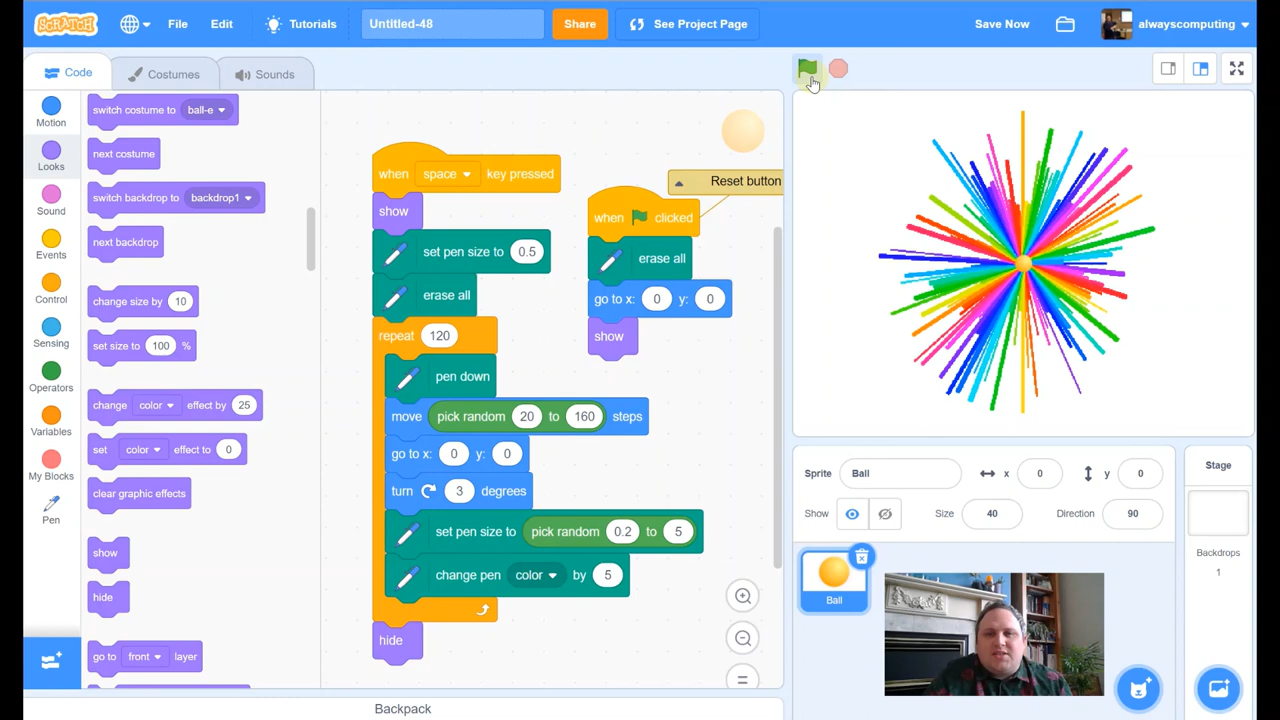 SCRATCH
File
Edit
Tutorials
Untitled-48
Share
See Project Page
Save Now
alwayscomputing
Code
Costumes
Sounds
Motion
Looks
Sound
Events
Control
Sensing
Operators
Variables
My Blocks
Pen
switch costume to ball-e
next costume
switch backdrop to backdrop1
next backdrop
change size by 10
set size to 100 %
change color effect by 25
set color effect to 0
clear graphic effects
show
hide
go to front layer
when space key pressed
show
set pen size to 0.5
erase all
repeat 120
pen down
move pick random 20 to 160 steps
go to x: 0 y: 0
turn 3 degrees
set pen size to pick random 0.2 to 5
change pen color by 5
hide
Reset button
when clicked
erase all
go to x: 0 y: 0
show
Sprite Ball x 0 y 0
Show Size 40 Direction 90
Ball
Stage
Backdrops
1
Backpack